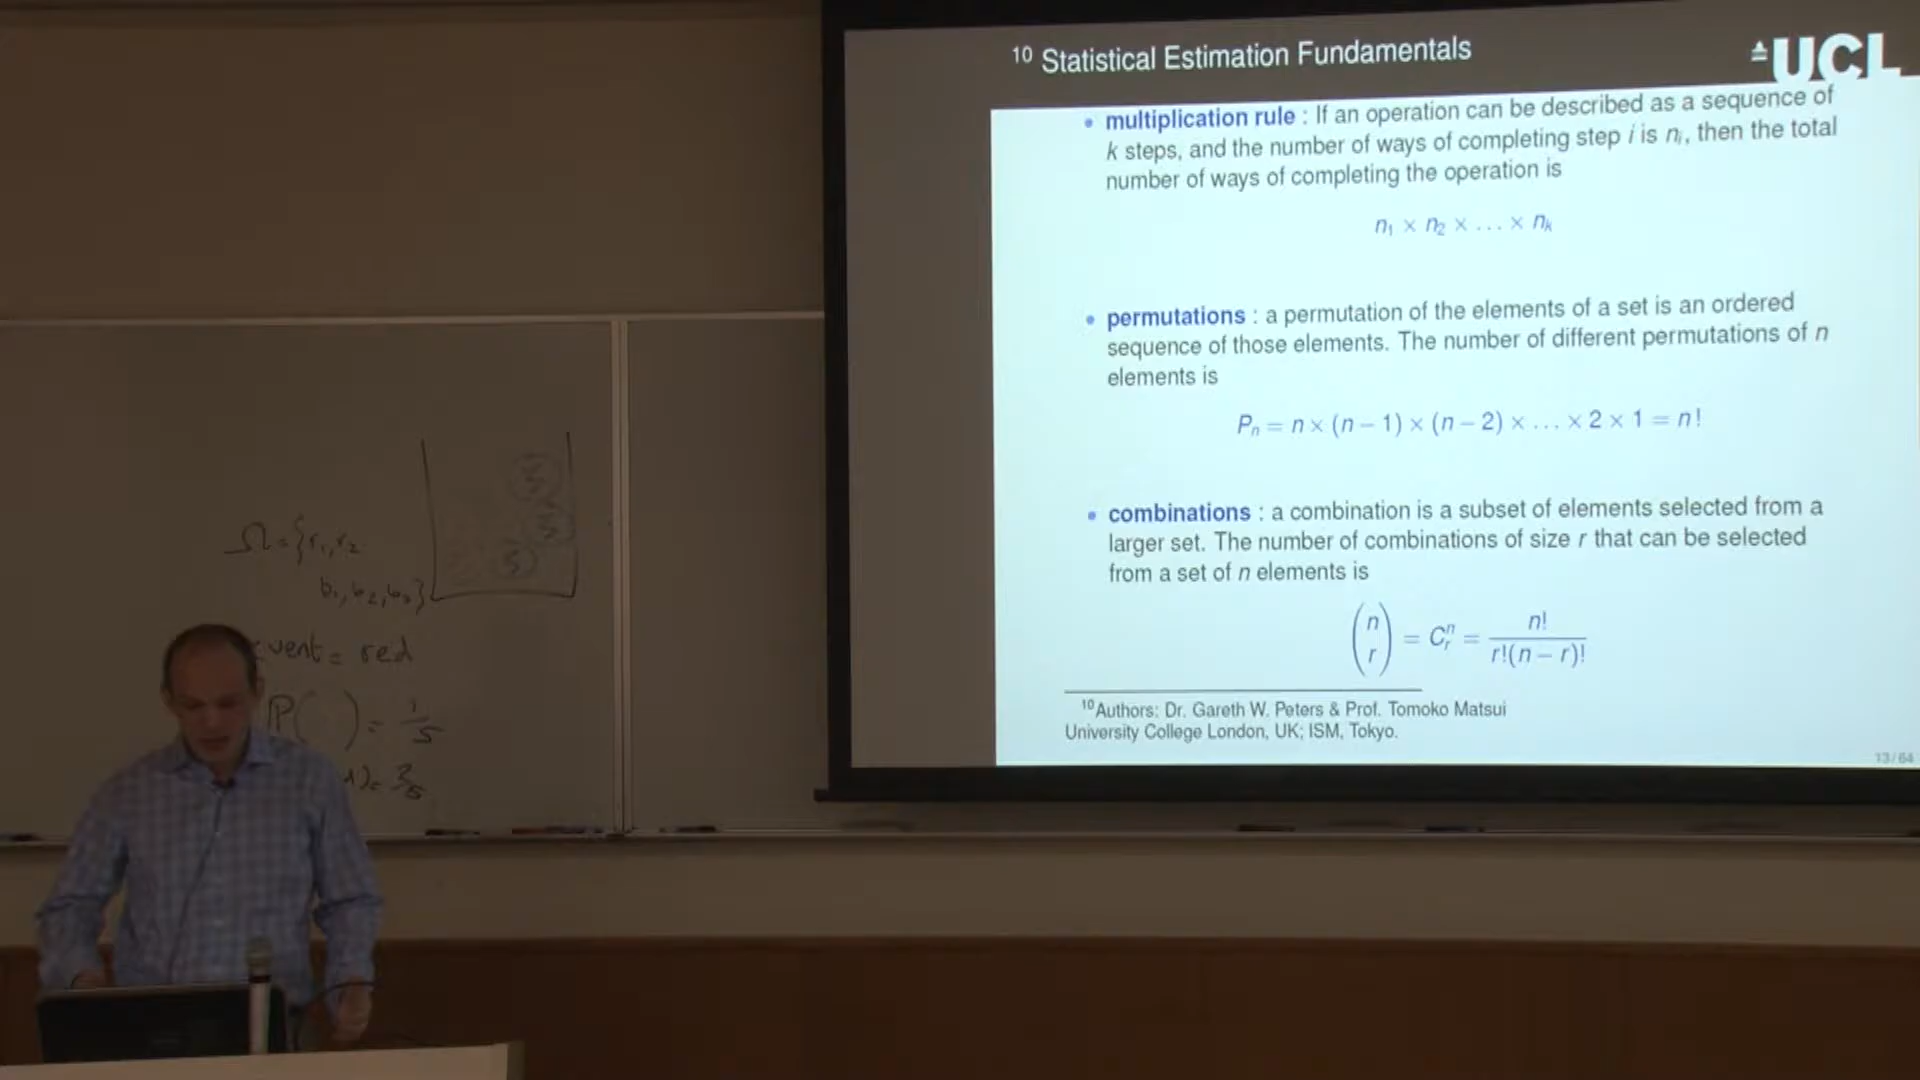 10 Statistical Estimation Fundamentals
UCL
• multiplication rule : If an operation can be described as a sequence of
k steps, and the number of ways of completing step i is nᵢ, then the total
number of ways of completing the operation is
n₁ × n₂ × … × nₖ
• permutations : a permutation of the elements of a set is an ordered
sequence of those elements. The number of different permutations of n
elements is
Pₙ = n × (n − 1) × (n − 2) × … × 2 × 1 = n!
• combinations : a combination is a subset of elements selected from a
larger set. The number of combinations of size r that can be selected
from a set of n elements is
(n r) = Cᵣⁿ = n! / r!(n − r)!
10Authors: Dr. Gareth W. Peters & Prof. Tomoko Matsui
University College London, UK; ISM, Tokyo.
13/64
Ω = {r₁, r₂
b₁, b₂, b₃}
event = red
P( ) = 1/5
) = 3/5